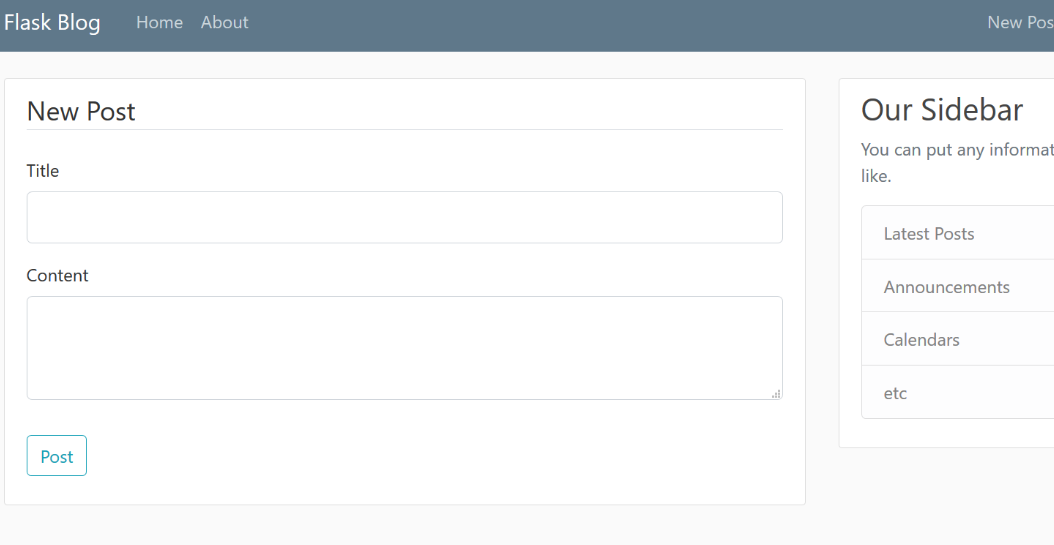 Flask Blog Home About New Pos
New Post
Title
Content
Post
Our Sidebar
You can put any informat
like.
Latest Posts
Announcements
Calendars
etc